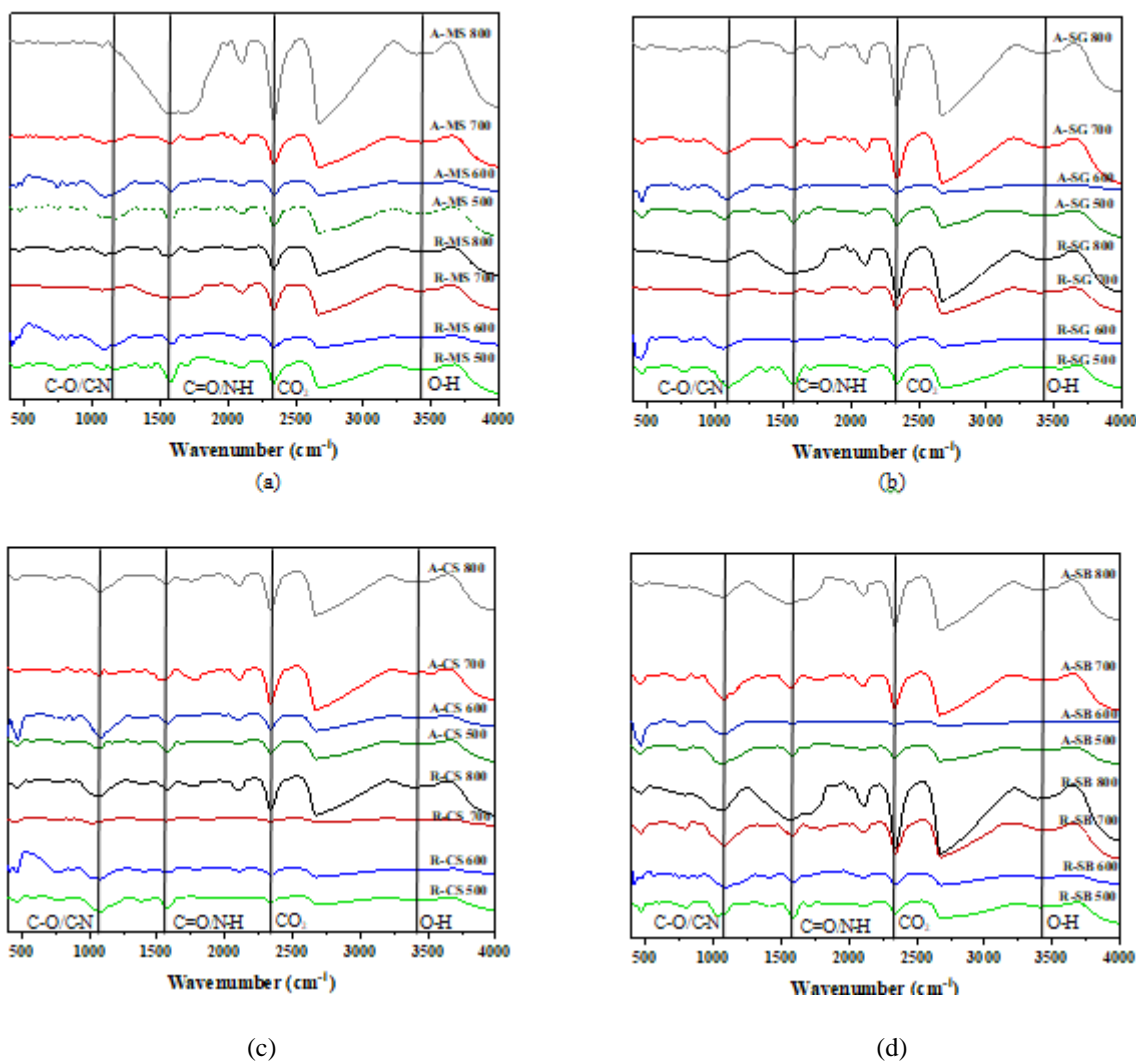 A-MS 800
A-MS 700
A-MS 600
A-MS 500
R-MS 800
R-MS 700
R-MS 600
R-MS 500
C-O/C-N C=O/N-H CO2 O-H
500 1000 1500 2000 2500 3000 3500 4000
Wavenumber (cm-1)
(a)
A-SG 800
A-SG 700
A-SG 600
A-SG 500
R-SG 800
R-SG 700
R-SG 600
R-SG 500
C-O/C-N C=O/N-H CO2 O-H
500 1000 1500 2000 2500 3000 3500 4000
Wavenumber (cm-1)
(b)
A-CS 800
A-CS 700
A-CS 600
A-CS 500
R-CS 800
R-CS 700
R-CS 600
R-CS 500
C-O/C-N C=O/N-H CO2 O-H
500 1000 1500 2000 2500 3000 3500 4000
Wavenumber (cm-1)
(c)
A-SB 800
A-SB 700
A-SB 600
A-SB 500
R-SB 800
R-SB 700
R-SB 600
R-SB 500
C-O/C-N C=O/N-H CO2 O-H
500 1000 1500 2000 2500 3000 3500 4000
Wavenumber (cm-1)
(d)